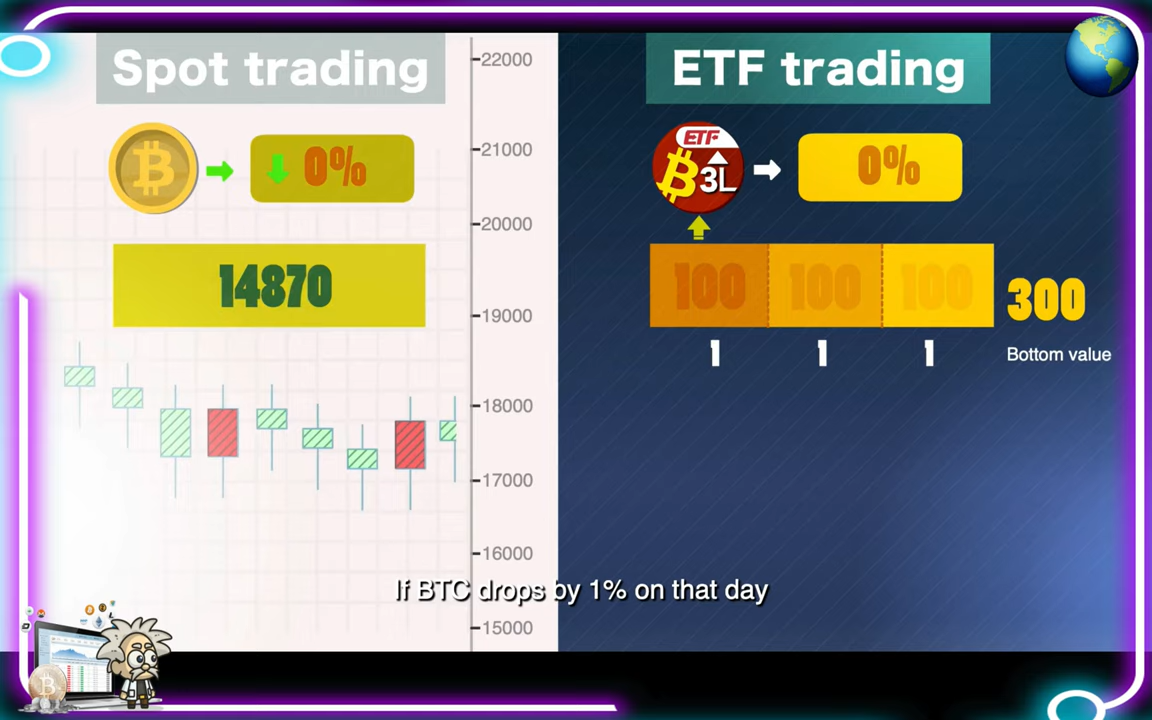 Spot trading
ETF trading
0%
ETF
3L
0%
14870
100 100 100
300
1 1 1
Bottom value
22000
21000
20000
19000
18000
17000
16000
15000
If BTC drops by 1% on that day